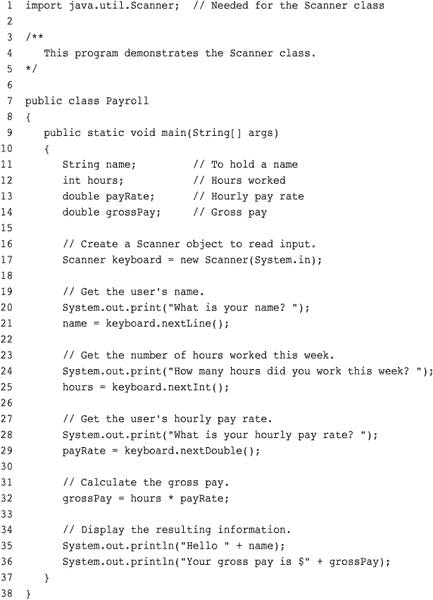 1 import java.util.Scanner;  // Needed for the Scanner class
2
3 /**
4    This program demonstrates the Scanner class.
5 */
6
7 public class Payroll
8 {
9    public static void main(String[] args)
10    {
11       String name;         // To hold a name
12       int hours;           // Hours worked
13       double payRate;      // Hourly pay rate
14       double grossPay;     // Gross pay
15
16       // Create a Scanner object to read input.
17       Scanner keyboard = new Scanner(System.in);
18
19       // Get the user's name.
20       System.out.print("What is your name? ");
21       name = keyboard.nextLine();
22
23       // Get the number of hours worked this week.
24       System.out.print("How many hours did you work this week? ");
25       hours = keyboard.nextInt();
26
27       // Get the user's hourly pay rate.
28       System.out.print("What is your hourly pay rate? ");
29       payRate = keyboard.nextDouble();
30
31       // Calculate the gross pay.
32       grossPay = hours * payRate;
33
34       // Display the resulting information.
35       System.out.println("Hello " + name);
36       System.out.println("Your gross pay is $" + grossPay);
37    }
38 }